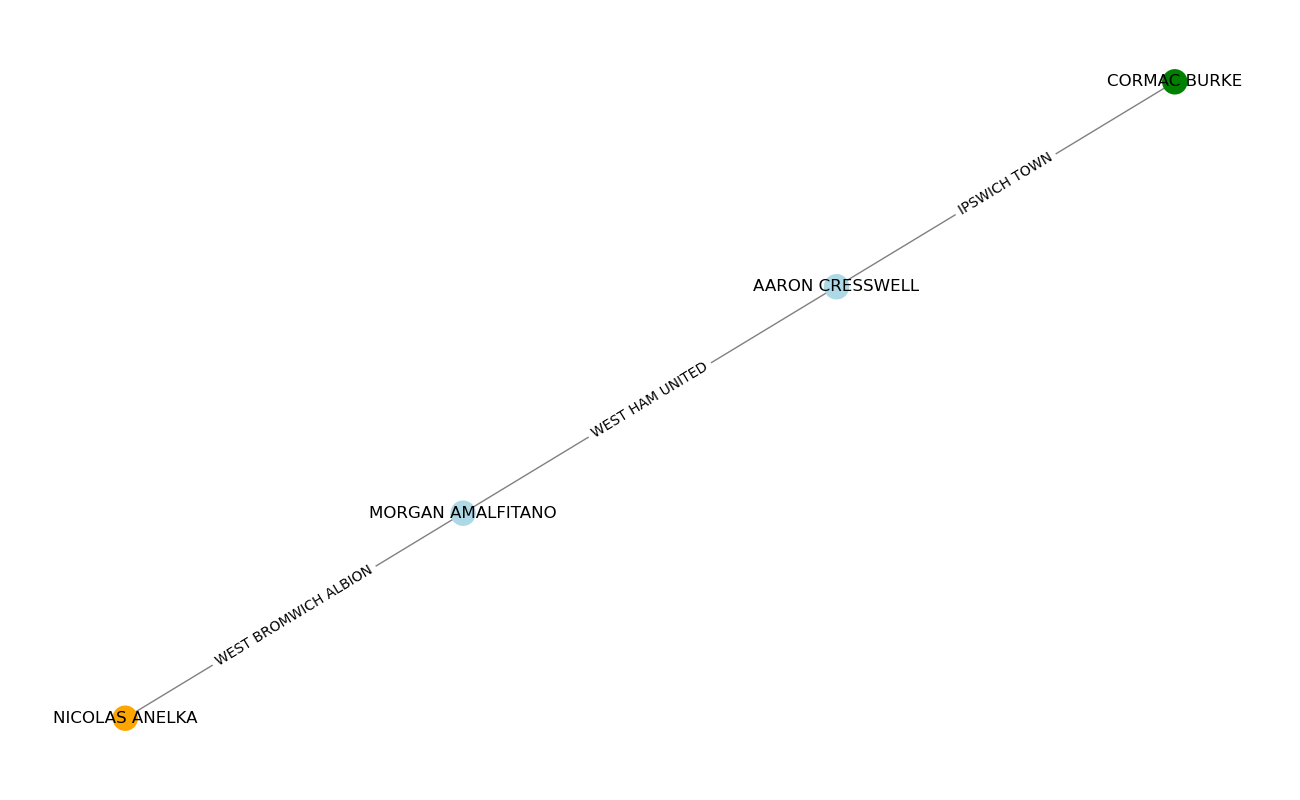 CORMAC BURKE
IPSWICH TOWN
AARON CRESSWELL
WEST HAM UNITED
MORGAN AMALFITANO
WEST BROMWICH ALBION
NICOLAS ANELKA